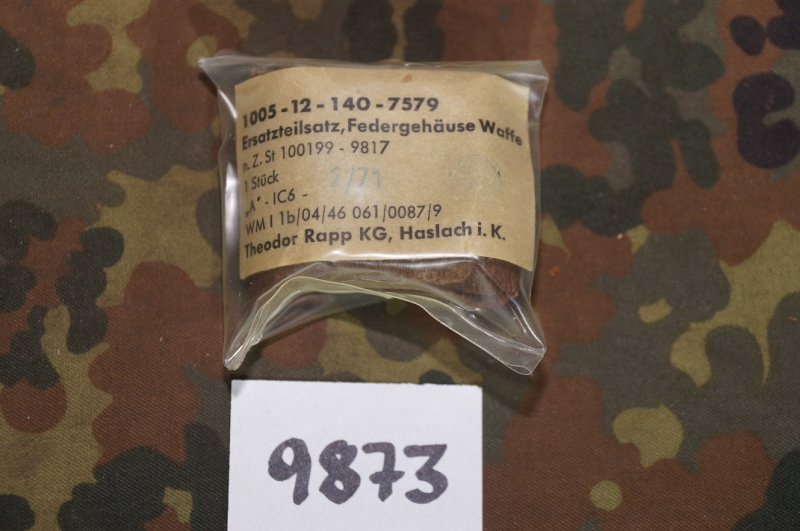 1005-12-140-7579
Ersatzteilsatz, Federgehäuse Waffe
n. Z. St 100199 - 9817
1 Stück 2/71
„A“ - IC6 -
WM I 1b/04/46 061/0087/9
Theodor Rapp KG, Haslach i. K.
9873